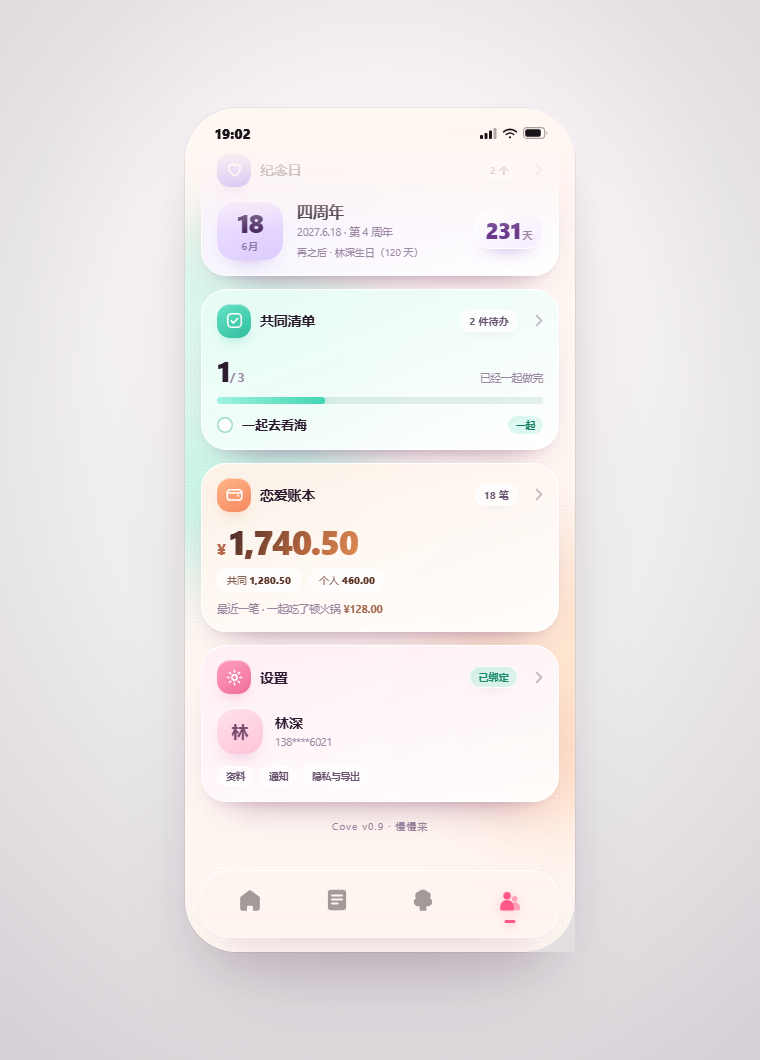 19:02
纪念日 2 个
18
6月
四周年
2027.6.18 · 第 4 周年
再之后 · 林深生日（120 天）
231天
共同清单 2 件待办
1/ 3 已经一起做完
一起去看海 一起
恋爱账本 18 笔
¥1,740.50
共同 1,280.50 个人 460.00
最近一笔 · 一起吃了顿火锅 ¥128.00
设置 已绑定
林
林深
138****6021
资料 通知 隐私与导出
Cove v0.9 · 慢慢来